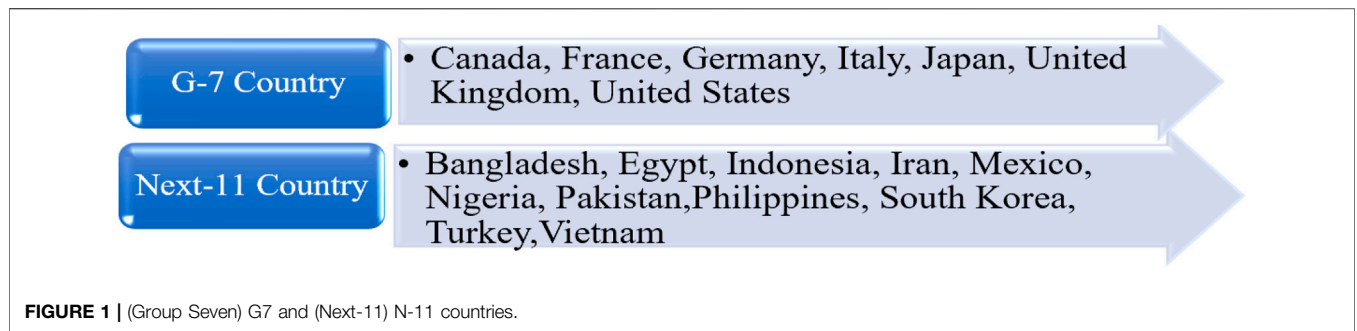 G-7 Country
• Canada, France, Germany, Italy, Japan, United
Kingdom, United States
Next-11 Country
• Bangladesh, Egypt, Indonesia, Iran, Mexico,
Nigeria, Pakistan,Philippines, South Korea,
Turkey,Vietnam
FIGURE 1 | (Group Seven) G7 and (Next-11) N-11 countries.